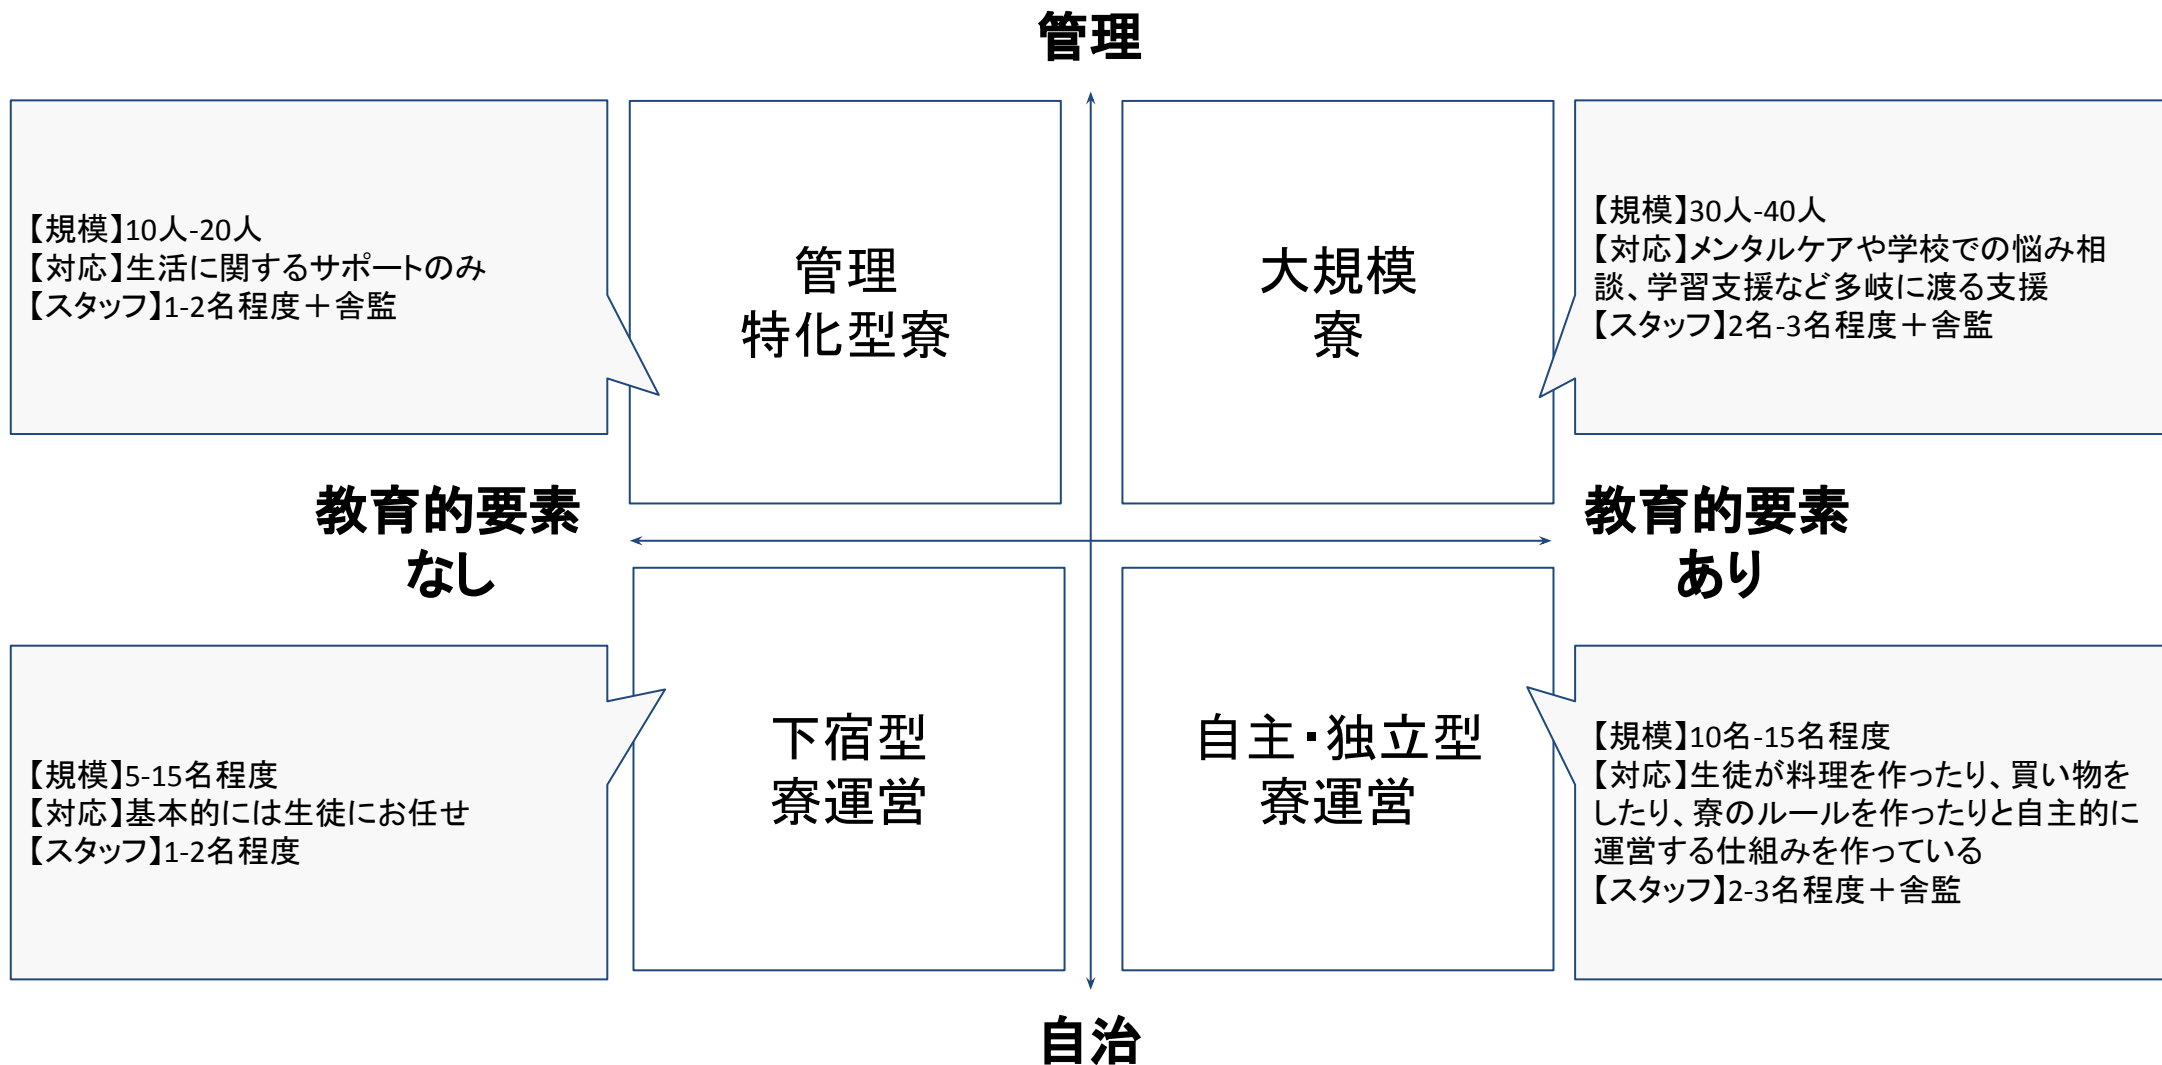 管理
【規模】10人-20人
【対応】生活に関するサポートのみ
【スタッフ】1-2名程度＋舎監
管理
特化型寮
大規模
寮
【規模】30人-40人
【対応】メンタルケアや学校での悩み相
談、学習支援など多岐に渡る支援
【スタッフ】2名-3名程度＋舎監
教育的要素
なし
教育的要素
あり
【規模】5-15名程度
【対応】基本的には生徒にお任せ
【スタッフ】1-2名程度
下宿型
寮運営
自主・独立型
寮運営
【規模】10名-15名程度
【対応】生徒が料理を作ったり、買い物を
したり、寮のルールを作ったりと自主的に
運営する仕組みを作っている
【スタッフ】2-3名程度＋舎監
自治